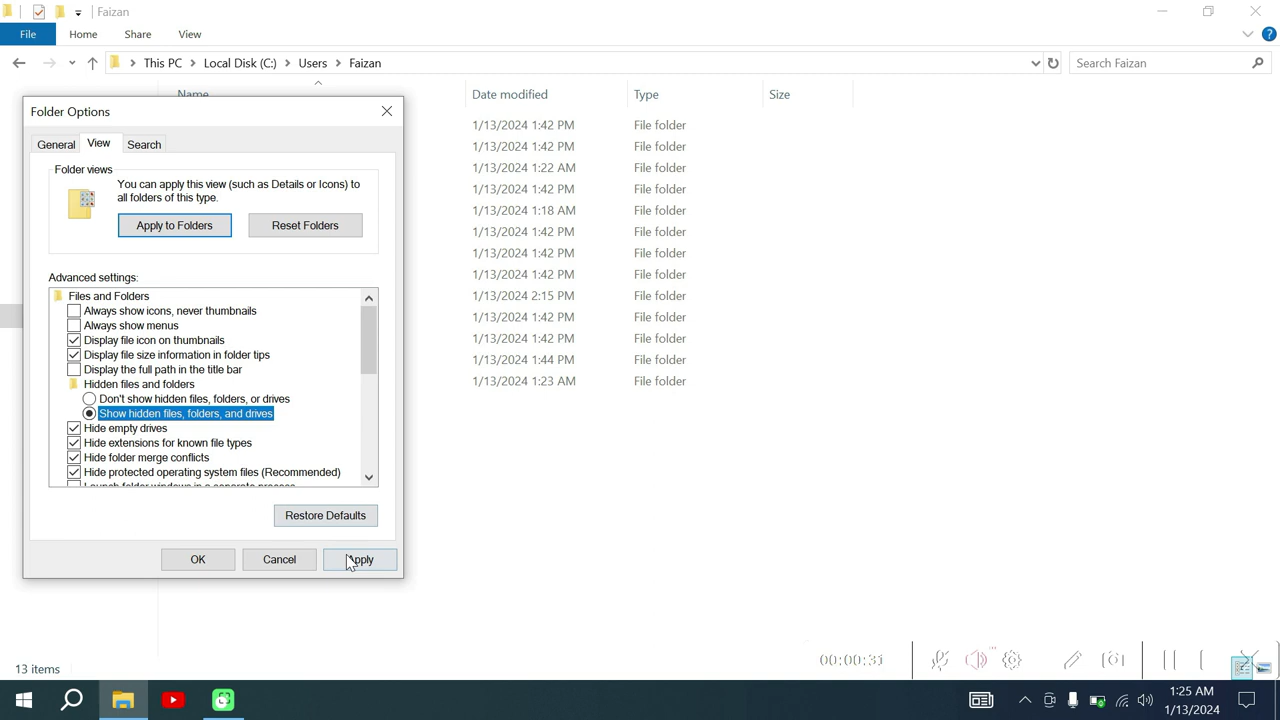 Faizan
File Home Share View
This PC Local Disk (C:) Users Faizan Search Faizan
Name Date modified Type Size
Folder Options
General View Search
Folder views
You can apply this view (such as Details or Icons) to
all folders of this type.
Apply to Folders Reset Folders
Advanced settings:
Files and Folders
Always show icons, never thumbnails
Always show menus
Display file icon on thumbnails
Display file size information in folder tips
Display the full path in the title bar
Hidden files and folders
Don't show hidden files, folders, or drives
Show hidden files, folders, and drives
Hide empty drives
Hide extensions for known file types
Hide folder merge conflicts
Hide protected operating system files (Recommended)
Launch folder windows in a separate process
Restore Defaults
OK Cancel Apply
1/13/2024 1:42 PM File folder
1/13/2024 1:42 PM File folder
1/13/2024 1:22 AM File folder
1/13/2024 1:42 PM File folder
1/13/2024 1:18 AM File folder
1/13/2024 1:42 PM File folder
1/13/2024 1:42 PM File folder
1/13/2024 1:42 PM File folder
1/13/2024 2:15 PM File folder
1/13/2024 1:42 PM File folder
1/13/2024 1:42 PM File folder
1/13/2024 1:44 PM File folder
1/13/2024 1:23 AM File folder
13 items
00:00:31
1:25 AM
1/13/2024